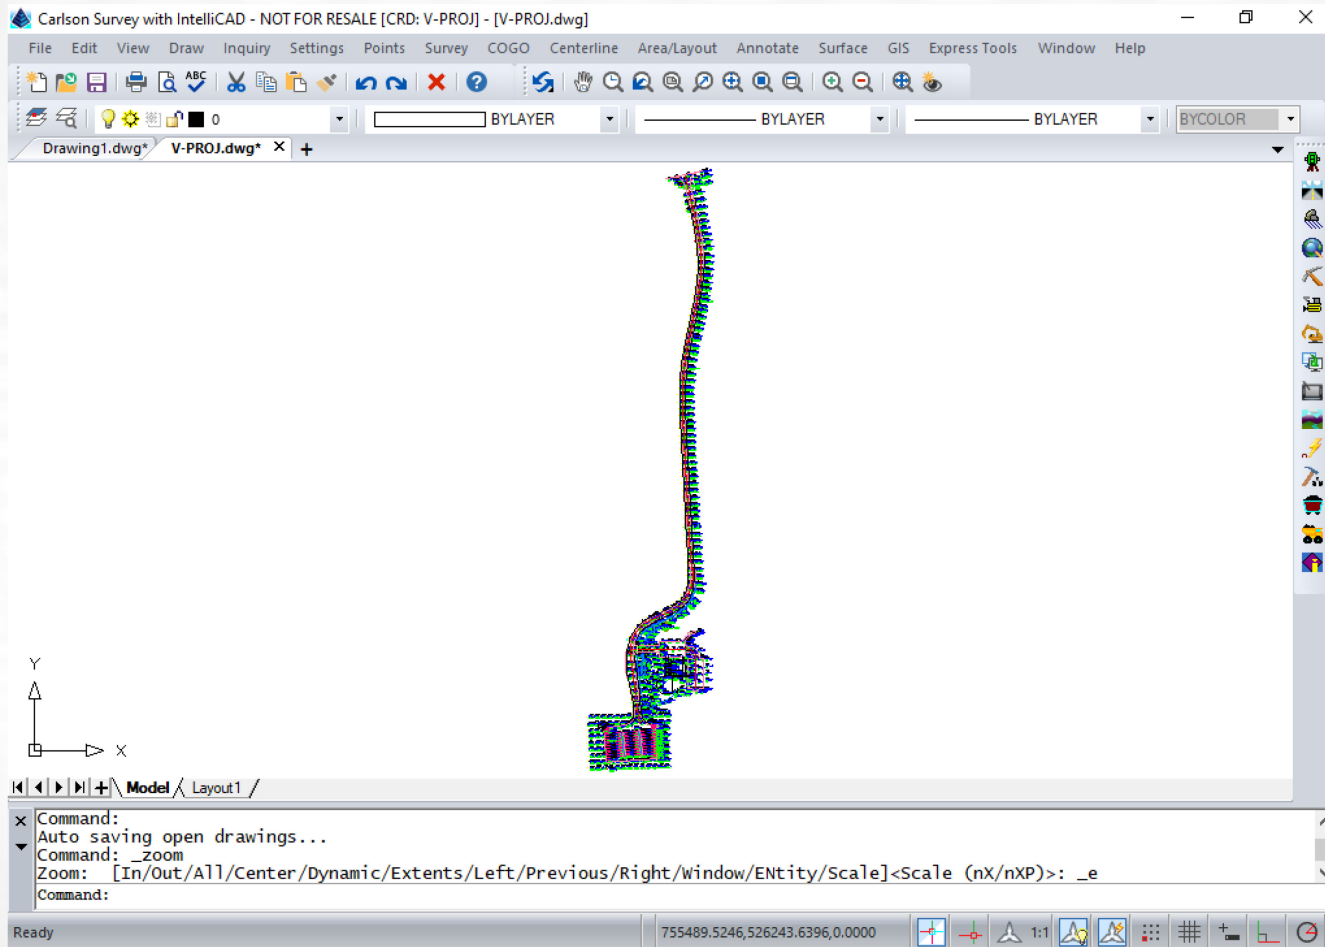 Carlson Survey with IntelliCAD - NOT FOR RESALE [CRD: V-PROJ] - [V-PROJ.dwg]
File Edit View Draw Inquiry Settings Points Survey COGO Centerline Area/Layout Annotate Surface GIS Express Tools Window Help
ABC
0 BYLAYER BYLAYER BYLAYER BYCOLOR
Drawing1.dwg* V-PROJ.dwg*
Y
X
Model Layout1
Command:
Auto saving open drawings...
Command: _zoom
Zoom: [In/Out/All/Center/Dynamic/Extents/Left/Previous/Right/Window/ENtity/Scale]<Scale (nX/nXP)>: _e
Command:
Ready 755489.5246,526243.6396,0.0000 1:1